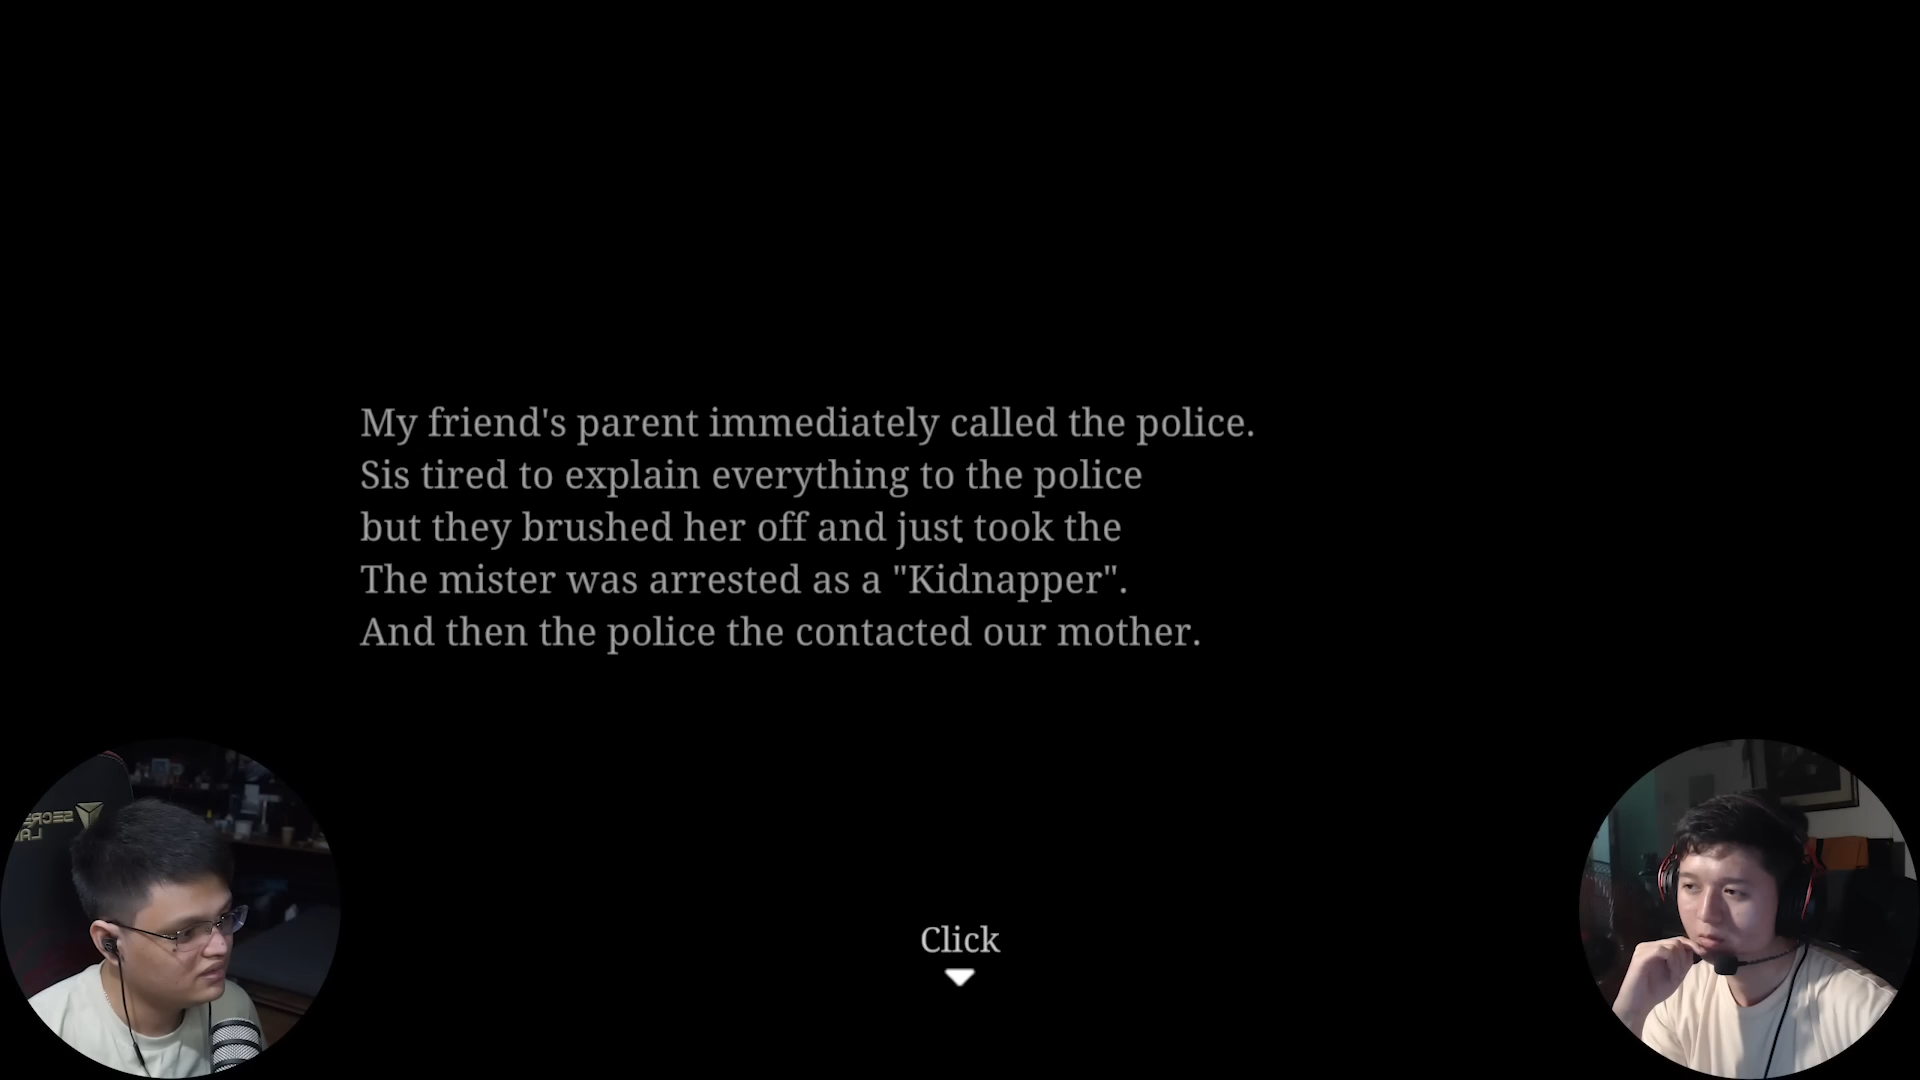 My friend's parent immediately called the police.
Sis tired to explain everything to the police
but they brushed her off and just took the
The mister was arrested as a "Kidnapper".
And then the police the contacted our mother.
Click